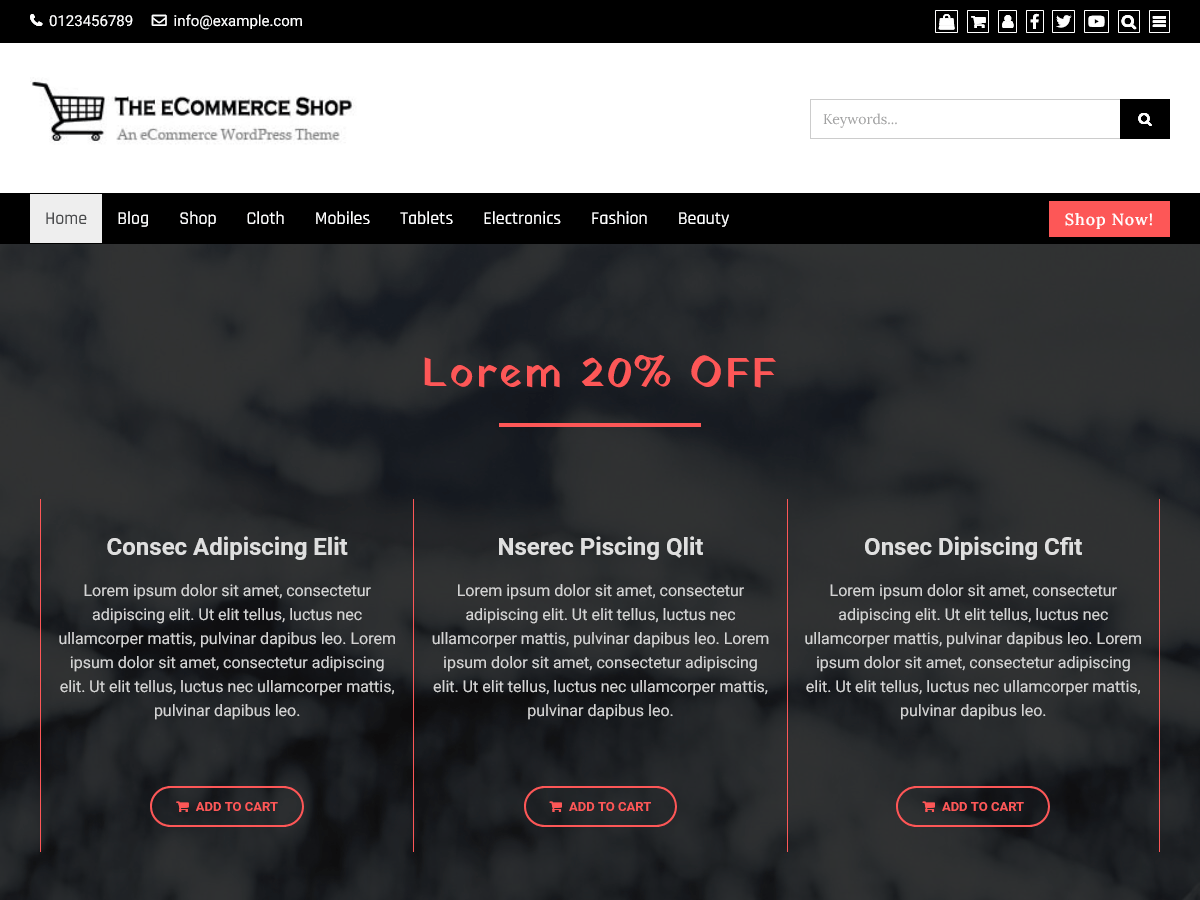 0123456789 info@example.com
THE ECOMMERCE SHOP
An eCommerce WordPress Theme
Keywords...
Home Blog Shop Cloth Mobiles Tablets Electronics Fashion Beauty Shop Now!
Lorem 20% OFF
Consec Adipiscing Elit
Lorem ipsum dolor sit amet, consectetur
adipiscing elit. Ut elit tellus, luctus nec
ullamcorper mattis, pulvinar dapibus leo. Lorem
ipsum dolor sit amet, consectetur adipiscing
elit. Ut elit tellus, luctus nec ullamcorper mattis,
pulvinar dapibus leo.
ADD TO CART
Nserec Piscing Qlit
Lorem ipsum dolor sit amet, consectetur
adipiscing elit. Ut elit tellus, luctus nec
ullamcorper mattis, pulvinar dapibus leo. Lorem
ipsum dolor sit amet, consectetur adipiscing
elit. Ut elit tellus, luctus nec ullamcorper mattis,
pulvinar dapibus leo.
ADD TO CART
Onsec Dipiscing Cfit
Lorem ipsum dolor sit amet, consectetur
adipiscing elit. Ut elit tellus, luctus nec
ullamcorper mattis, pulvinar dapibus leo. Lorem
ipsum dolor sit amet, consectetur adipiscing
elit. Ut elit tellus, luctus nec ullamcorper mattis,
pulvinar dapibus leo.
ADD TO CART